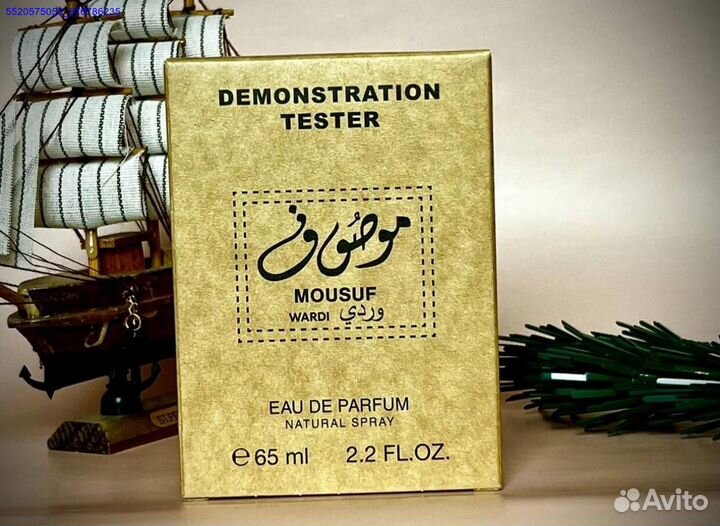 DEMONSTRATION
TESTER
موصوف
MOUSUF
WARDI وردي
EAU DE PARFUM
NATURAL SPRAY
℮65 ml 2.2 FL.OZ.
Avito